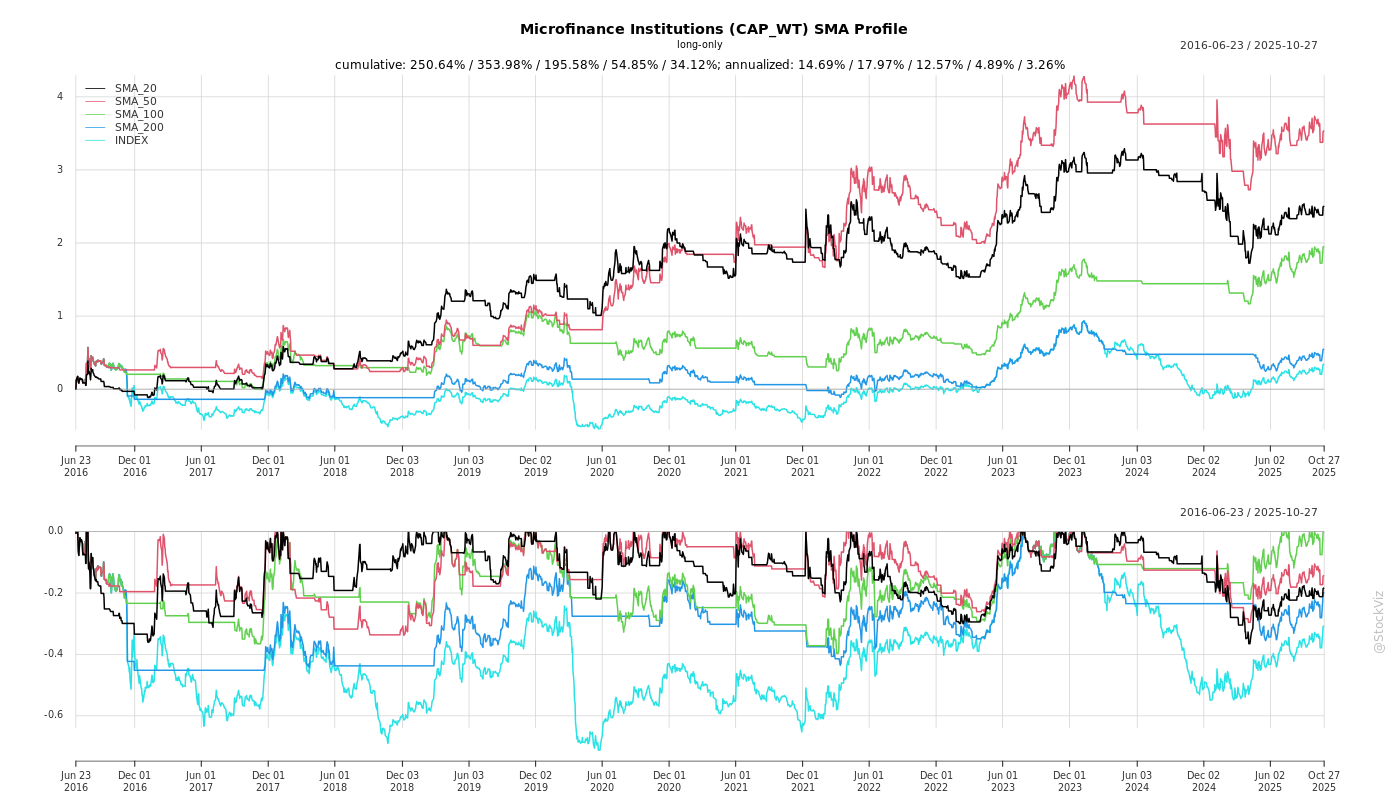 Microfinance Institutions (CAP_WT) SMA Profile
long-only
2016-06-23 / 2025-10-27
cumulative: 250.64% / 353.98% / 195.58% / 54.85% / 34.12%; annualized: 14.69% / 17.97% / 12.57% / 4.89% / 3.26%
SMA_20
SMA_50
SMA_100
SMA_200
INDEX
4
3
2
1
0
Jun 23 Dec 01 Jun 01 Dec 01 Jun 01 Dec 03 Jun 03 Dec 02 Jun 01 Dec 01 Jun 01 Dec 01 Jun 01 Dec 01 Jun 01 Dec 01 Jun 03 Dec 02 Jun 02 Oct 27
2016 2016 2017 2017 2018 2018 2019 2019 2020 2020 2021 2021 2022 2022 2023 2023 2024 2024 2025 2025
2016-06-23 / 2025-10-27
0.0
-0.2
-0.4
-0.6
Jun 23 Dec 01 Jun 01 Dec 01 Jun 01 Dec 03 Jun 03 Dec 02 Jun 01 Dec 01 Jun 01 Dec 01 Jun 01 Dec 01 Jun 01 Dec 01 Jun 03 Dec 02 Jun 02 Oct 27
2016 2016 2017 2017 2018 2018 2019 2019 2020 2020 2021 2021 2022 2022 2023 2023 2024 2024 2025 2025
@StockViz